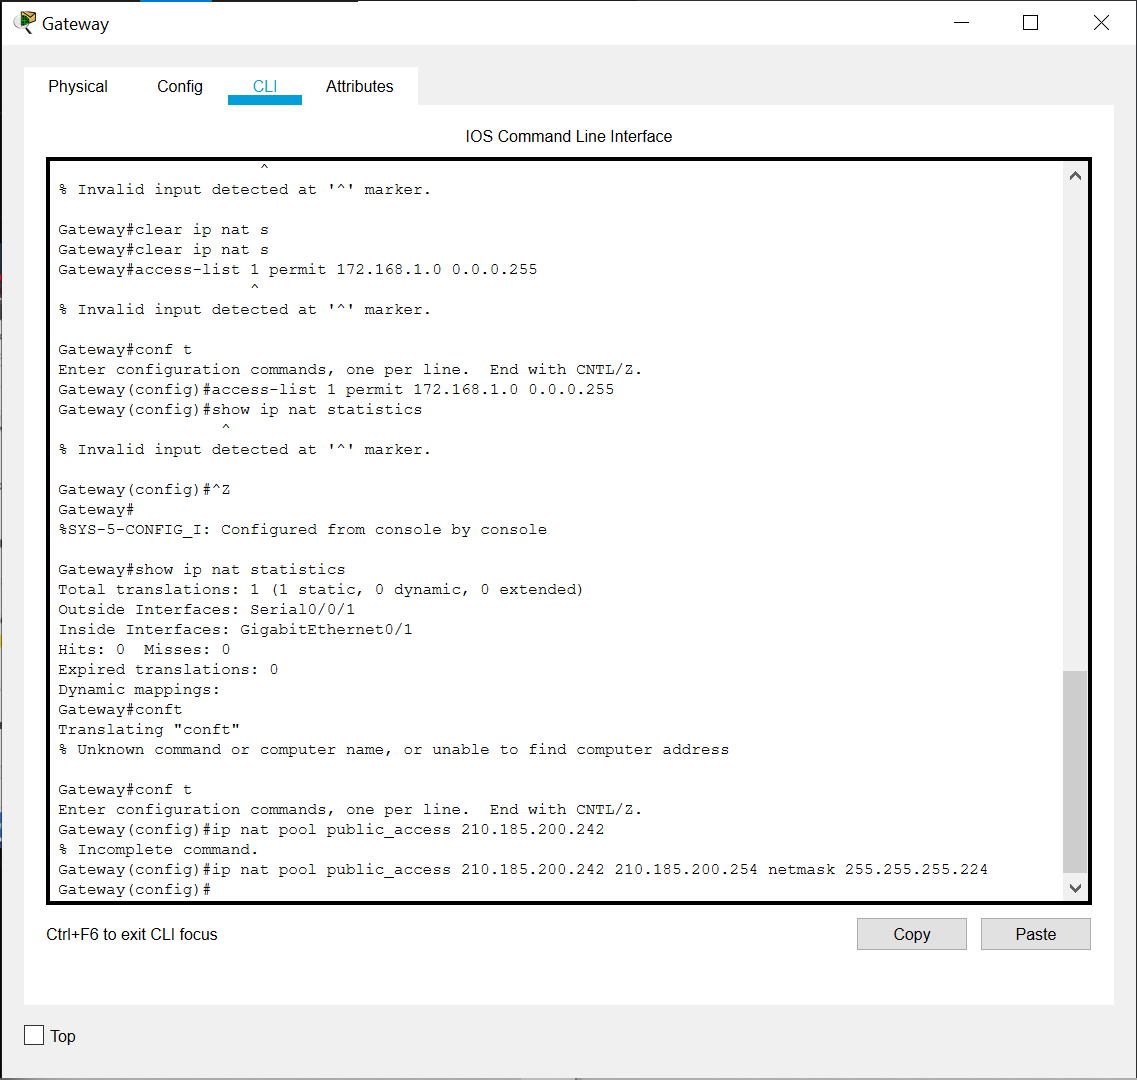 Gateway
Physical Config CLI Attributes
IOS Command Line Interface
^
% Invalid input detected at '^' marker.
Gateway#clear ip nat s
Gateway#clear ip nat s
Gateway#access-list 1 permit 172.168.1.0 0.0.0.255
^
% Invalid input detected at '^' marker.
Gateway#conf t
Enter configuration commands, one per line.  End with CNTL/Z.
Gateway(config)#access-list 1 permit 172.168.1.0 0.0.0.255
Gateway(config)#show ip nat statistics
^
% Invalid input detected at '^' marker.
Gateway(config)#^Z
Gateway#
%SYS-5-CONFIG_I: Configured from console by console
Gateway#show ip nat statistics
Total translations: 1 (1 static, 0 dynamic, 0 extended)
Outside Interfaces: Serial0/0/1
Inside Interfaces: GigabitEthernet0/1
Hits: 0  Misses: 0
Expired translations: 0
Dynamic mappings:
Gateway#conft
Translating "conft"
% Unknown command or computer name, or unable to find computer address
Gateway#conf t
Enter configuration commands, one per line.  End with CNTL/Z.
Gateway(config)#ip nat pool public_access 210.185.200.242
% Incomplete command.
Gateway(config)#ip nat pool public_access 210.185.200.242 210.185.200.254 netmask 255.255.255.224
Gateway(config)#
Ctrl+F6 to exit CLI focus
Copy Paste
Top